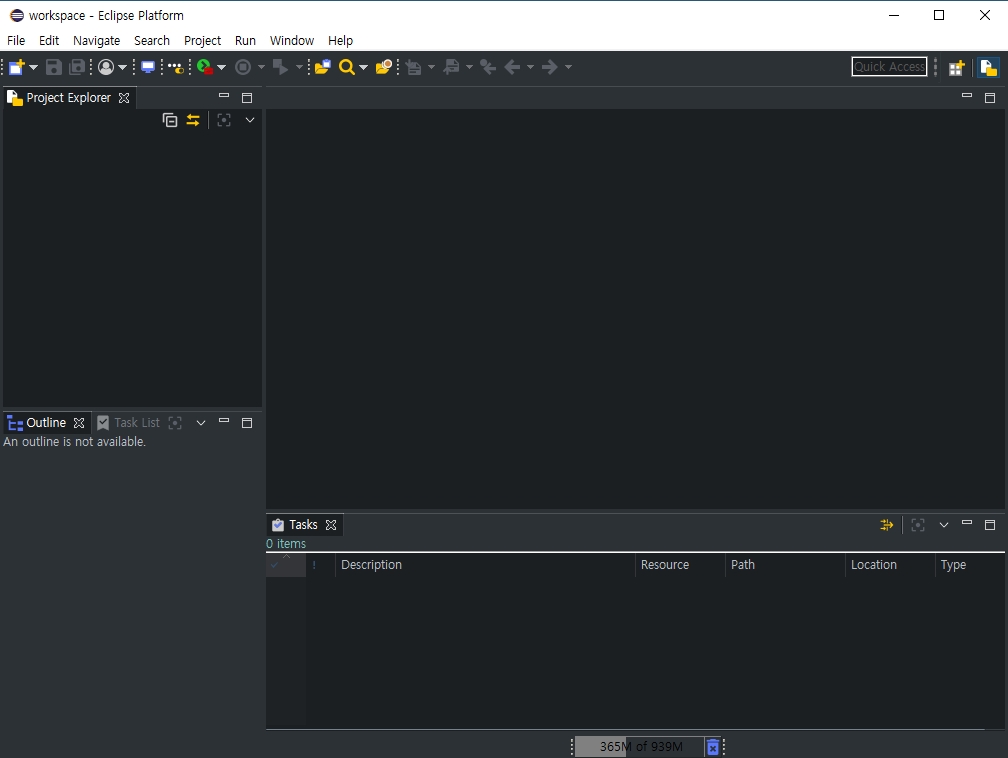 workspace - Eclipse Platform
File Edit Navigate Search Project Run Window Help
Quick Access
Project Explorer
Outline Task List
An outline is not available.
Tasks
0 items
! Description Resource Path Location Type
365M of 939M